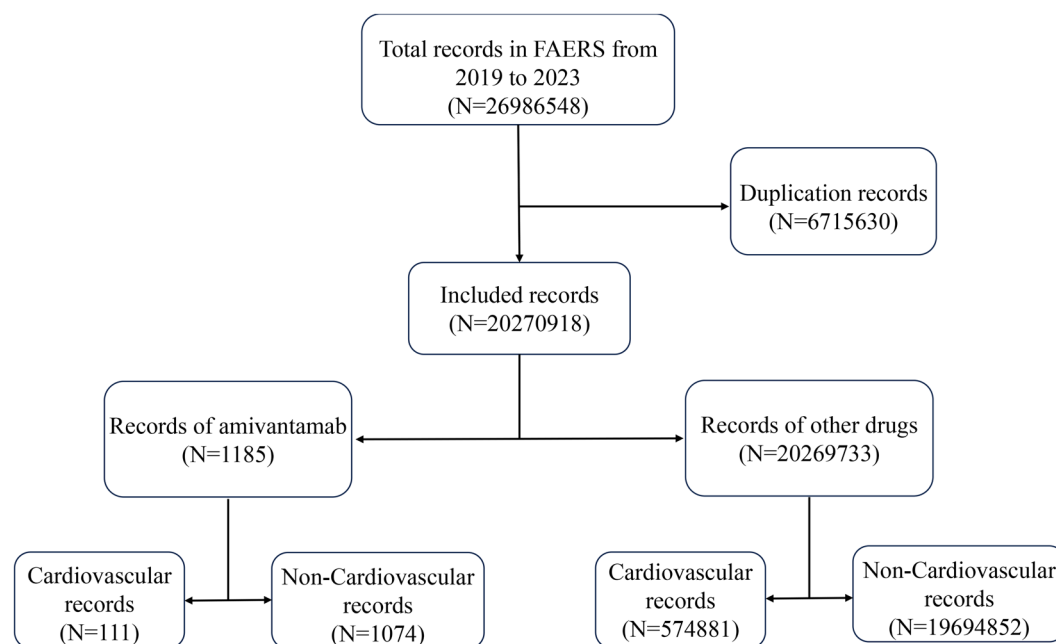 Total records in FAERS from
2019 to 2023
(N=26986548)
Duplication records
(N=6715630)
Included records
(N=20270918)
Records of amivantamab
(N=1185)
Records of other drugs
(N=20269733)
Cardiovascular
records
(N=111)
Non-Cardiovascular
records
(N=1074)
Cardiovascular
records
(N=574881)
Non-Cardiovascular
records
(N=19694852)